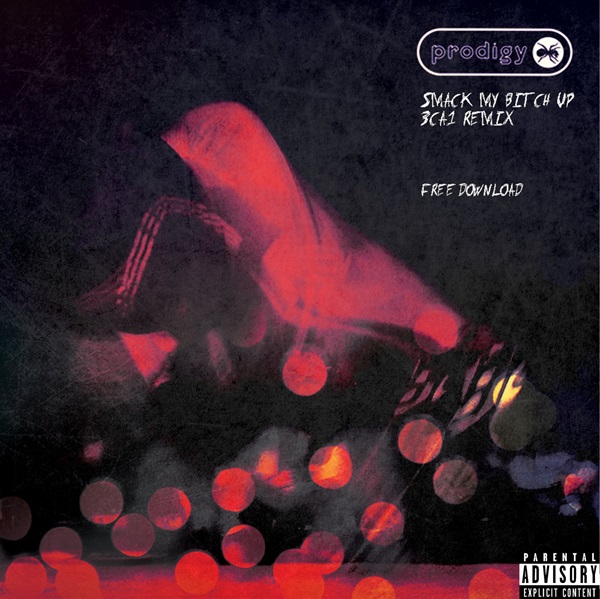 prodigy
SMACK MY BITCH UP
3CA1 REMIX
FREE DOWNLOAD
PARENTAL
ADVISORY
EXPLICIT CONTENT